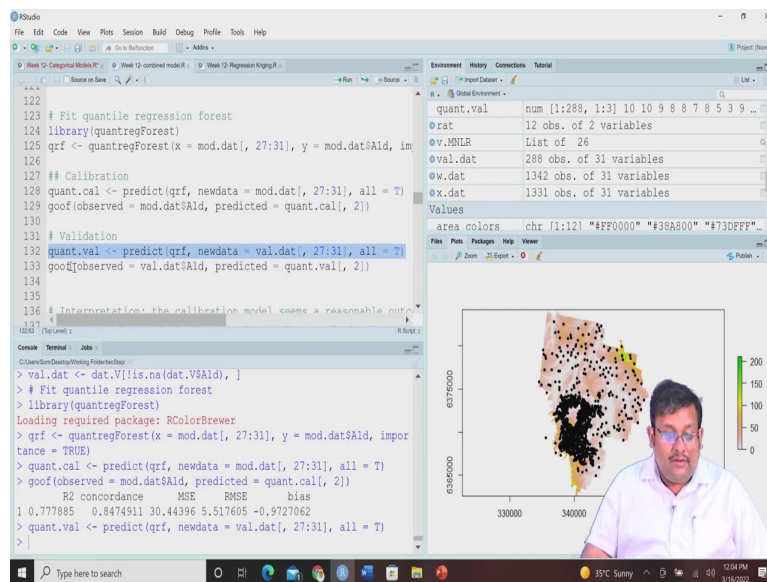 RStudio
File Edit Code View Plots Session Build Debug Profile Tools Help
Go to file/function
Addins
Project: (None
Week 12- Categorical Models.R*
Week 12- combined model.R
Week 12- Regression Kriging.R
Source on Save
Run
Source
122
123 # Fit quantile regression forest
124 library(quantregForest)
125 qrf <- quantregForest(x = mod.dat[, 27:31], y = mod.dat$A1d, im
126
127 ## Calibration
128 quant.cal <- predict(qrf, newdata = mod.dat[, 27:31], all = T)
129 goof(observed = mod.dat$A1d, predicted = quant.cal[, 2])
130
131 # Validation
132 quant.val <- predict(qrf, newdata = val.dat[, 27:31], all = T)
133 goof(observed = val.dat$A1d, predicted = quant.val[, 2])
134
135
136 # Interpretation: the calibration model seems a reasonable outc
137
132:63 (Top Level)
R Script
Console Terminal Jobs
C:/Users/Som/Desktop/Working Folder/twoStep/
> val.dat <- dat.V[!is.na(dat.V$A1d), ]
> # Fit quantile regression forest
> library(quantregForest)
Loading required package: RColorBrewer
> qrf <- quantregForest(x = mod.dat[, 27:31], y = mod.dat$A1d, impor
tance = TRUE)
> quant.cal <- predict(qrf, newdata = mod.dat[, 27:31], all = T)
> goof(observed = mod.dat$A1d, predicted = quant.cal[, 2])
R2 concordance MSE RMSE bias
1 0.777885 0.8474911 30.44396 5.517605 -0.9727062
> quant.val <- predict(qrf, newdata = val.dat[, 27:31], all = T)
>
Environment History Connections Tutorial
Import Dataset
List
R Global Environment
quant.val num [1:288, 1:3] 10 10 9 8 8 7 8 5 3 9 …
rat 12 obs. of 2 variables
v.MNLR List of 26
val.dat 288 obs. of 31 variables
w.dat 1342 obs. of 31 variables
x.dat 1331 obs. of 31 variables
Values
area_colors chr [1:12] "#FF0000" "#38A800" "#73DFFF"…
Files Plots Packages Help Viewer
Zoom Export
Publish
6375000
6365000
330000 340000
200
150
100
50
0
Type here to search
35°C Sunny
12:04 PM
3/16/2022